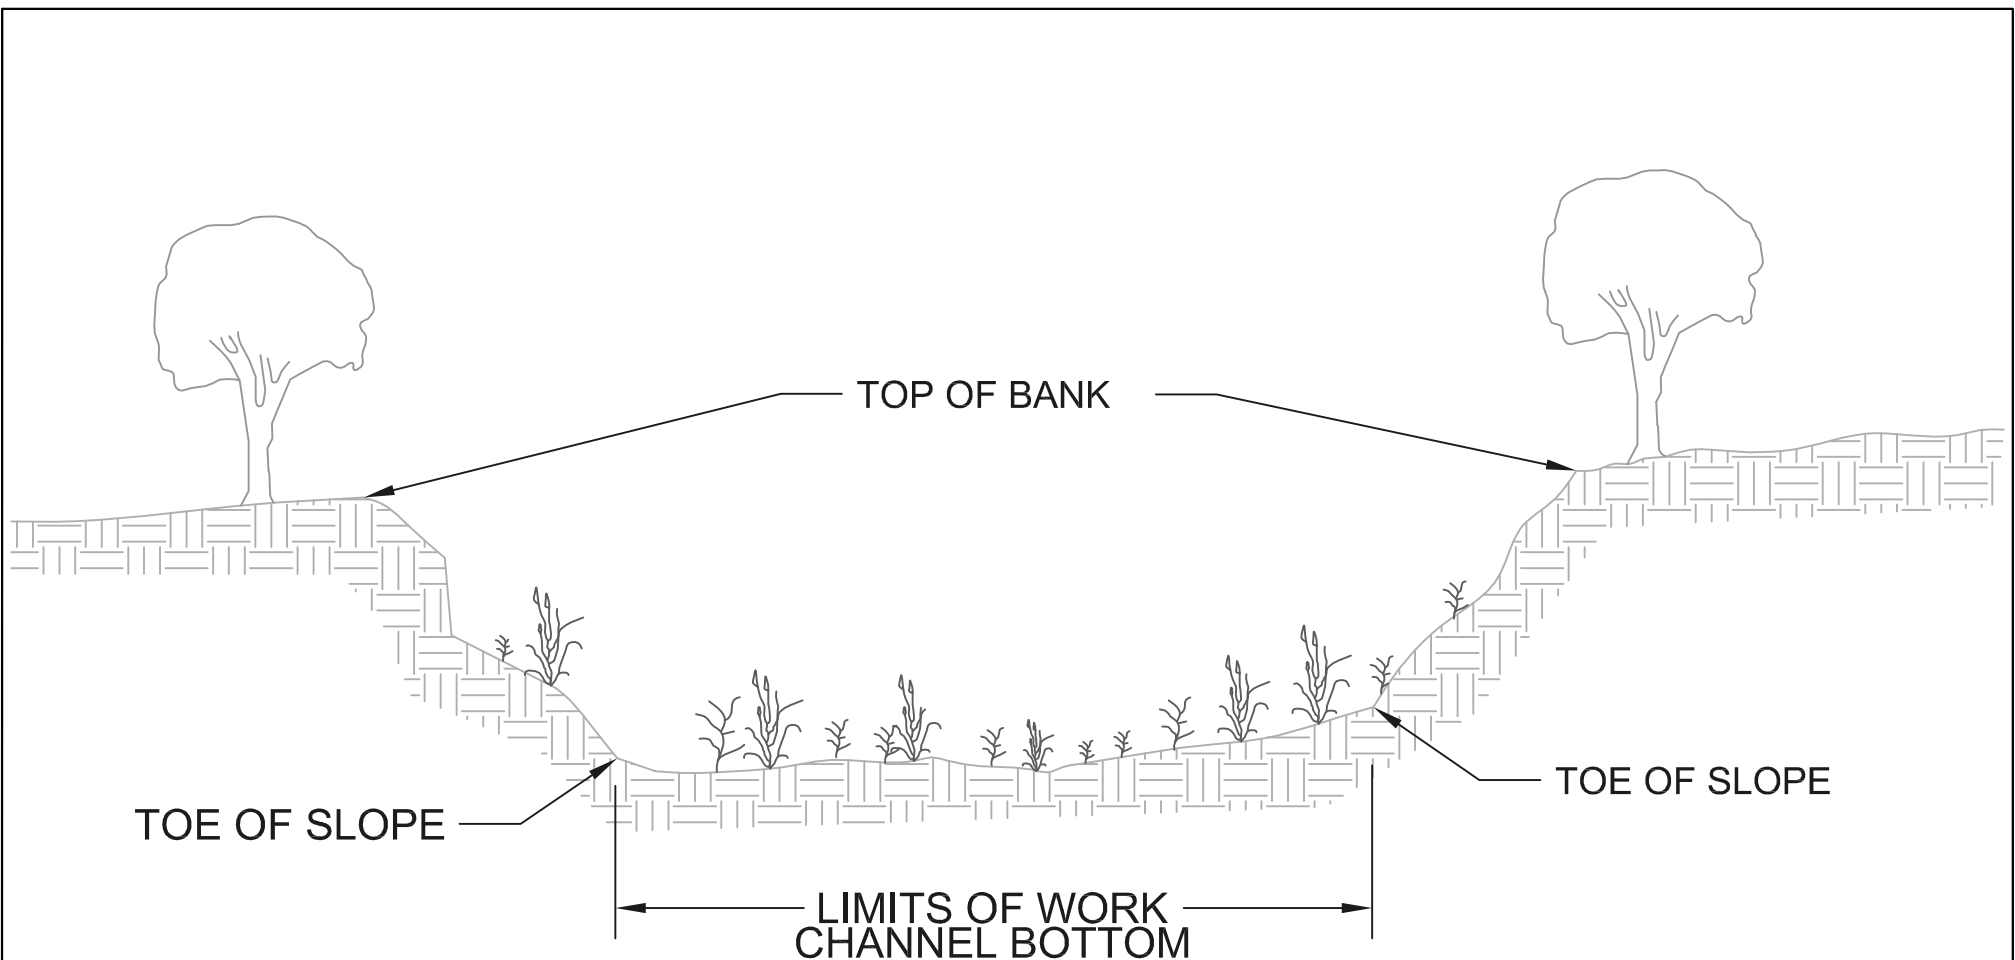 TOP OF BANK
TOE OF SLOPE
TOE OF SLOPE
LIMITS OF WORK
CHANNEL BOTTOM